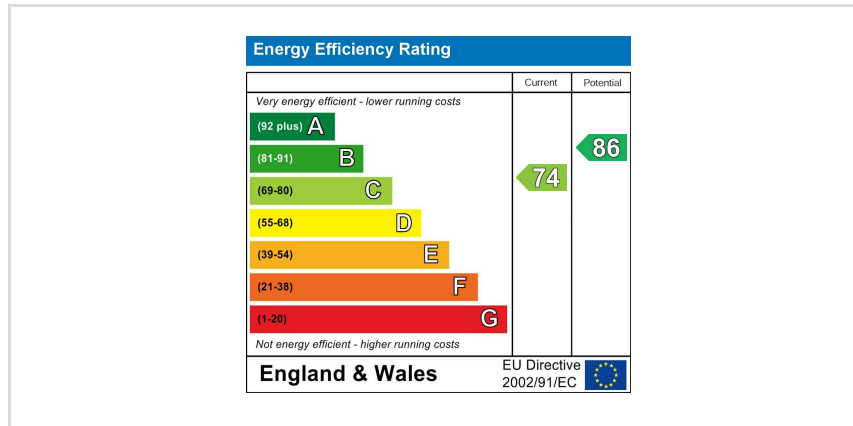 Energy Efficiency Rating
Current Potential
Very energy efficient - lower running costs
(92 plus) A
(81-91) B
86
(69-80) C
74
(55-68) D
(39-54) E
(21-38) F
(1-20) G
Not energy efficient - higher running costs
England & Wales
EU Directive
2002/91/EC